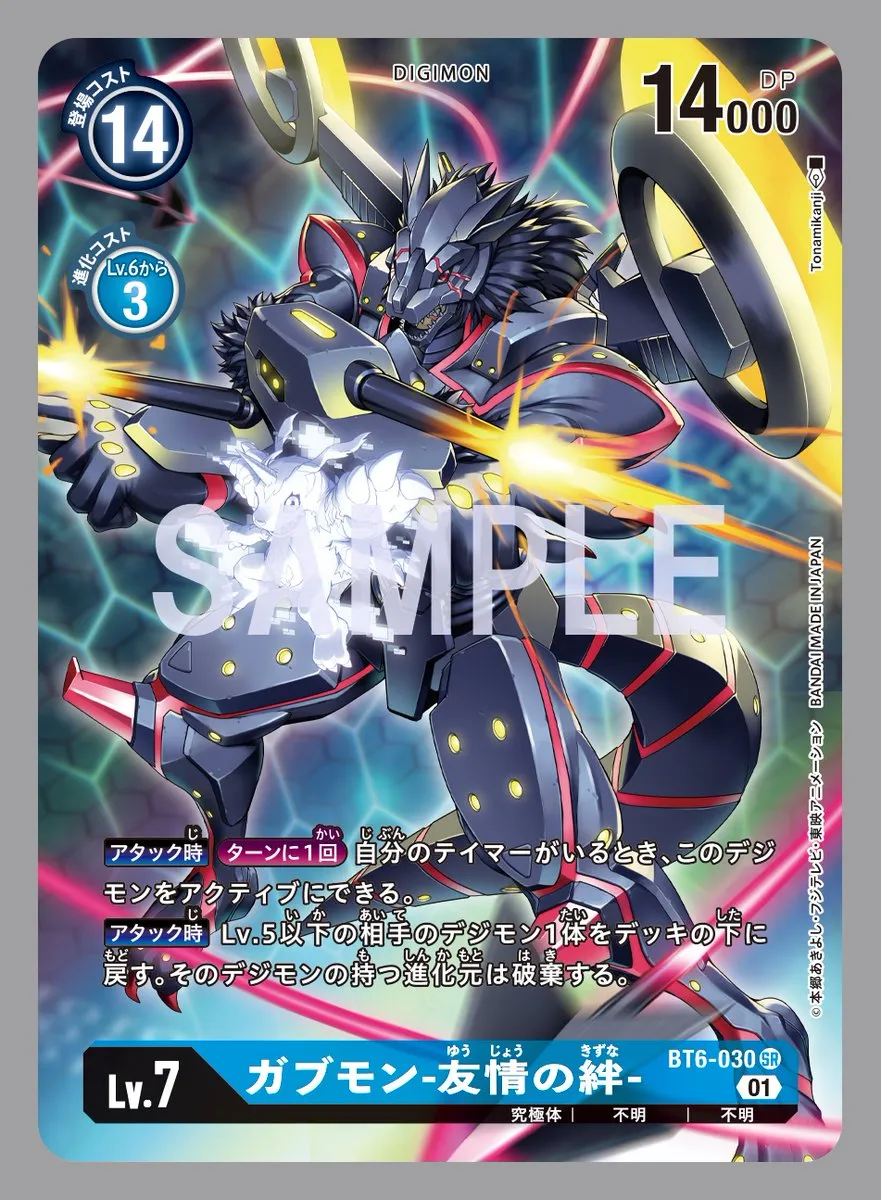 DIGIMON
登場コスト
14
DP
14000
進化コスト
Lv.6から
3
Tonamikanji
SAMPLE
BANDAI MADE IN JAPAN
©本郷あきよし・フジテレビ・東映アニメーション
アタック時 ターンに1回 自分のテイマーがいるとき、このデジ
モンをアクティブにできる。
アタック時 Lv.5以下の相手のデジモン1体をデッキの下に
戻す。そのデジモンの持つ進化元は破棄する。
Lv.7
ガブモン-友情の絆-
BT6-030 SR
01
究極体 | 不明 | 不明